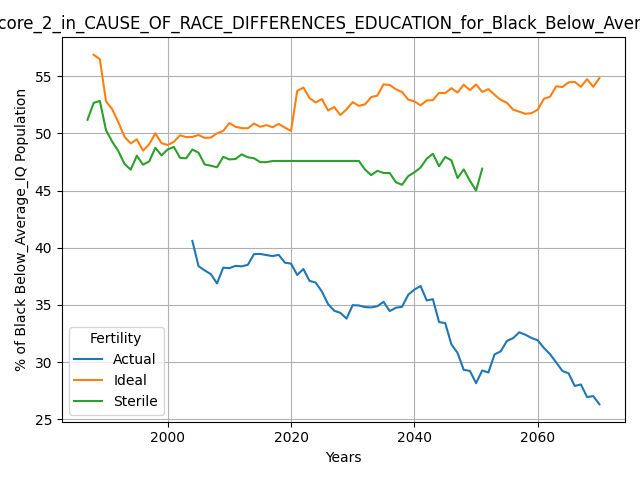 core_2_in_CAUSE_OF_RACE_DIFFERENCES_EDUCATION_for_Black_Below_Aver
% of Black Below_Average_IQ Population
55
50
45
40
35
30
25
Fertility
Actual
Ideal
Sterile
2000
2020
2040
2060
Years